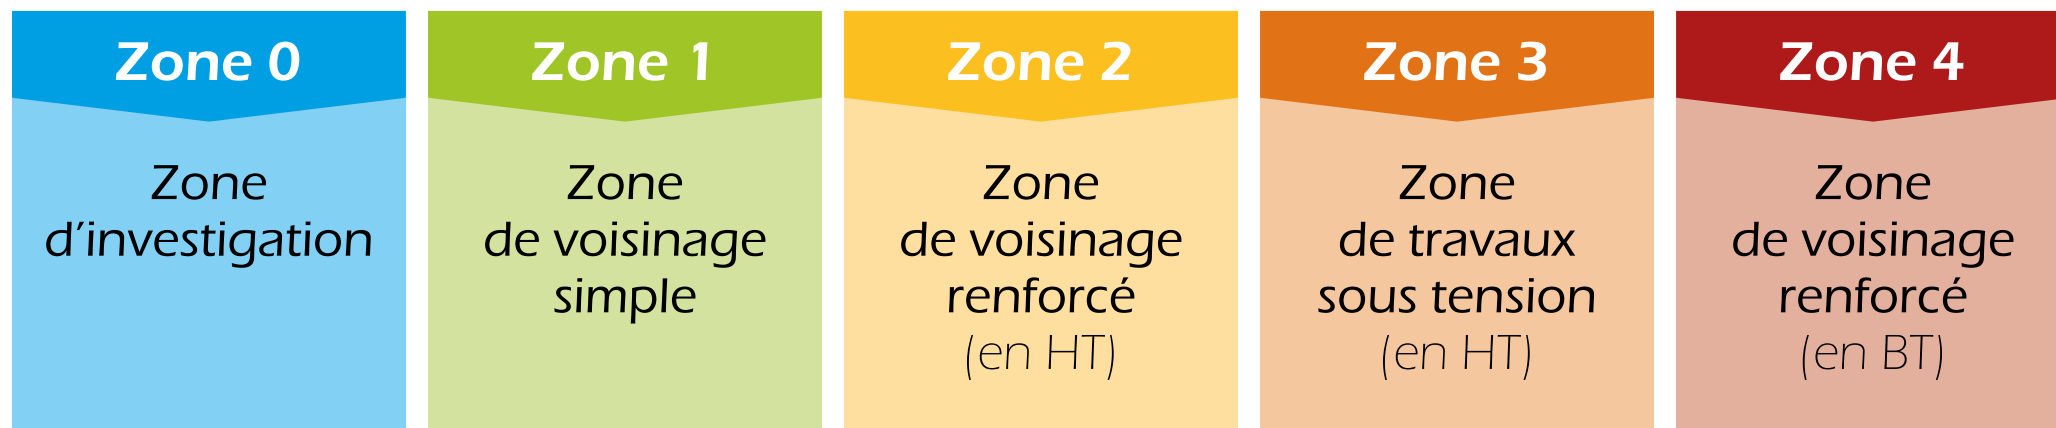 Zone 0
Zone
d’investigation
Zone 1
Zone
de voisinage
simple
Zone 2
Zone
de voisinage
renforcé
(en HT)
Zone 3
Zone
de travaux
sous tension
(en HT)
Zone 4
Zone
de voisinage
renforcé
(en BT)